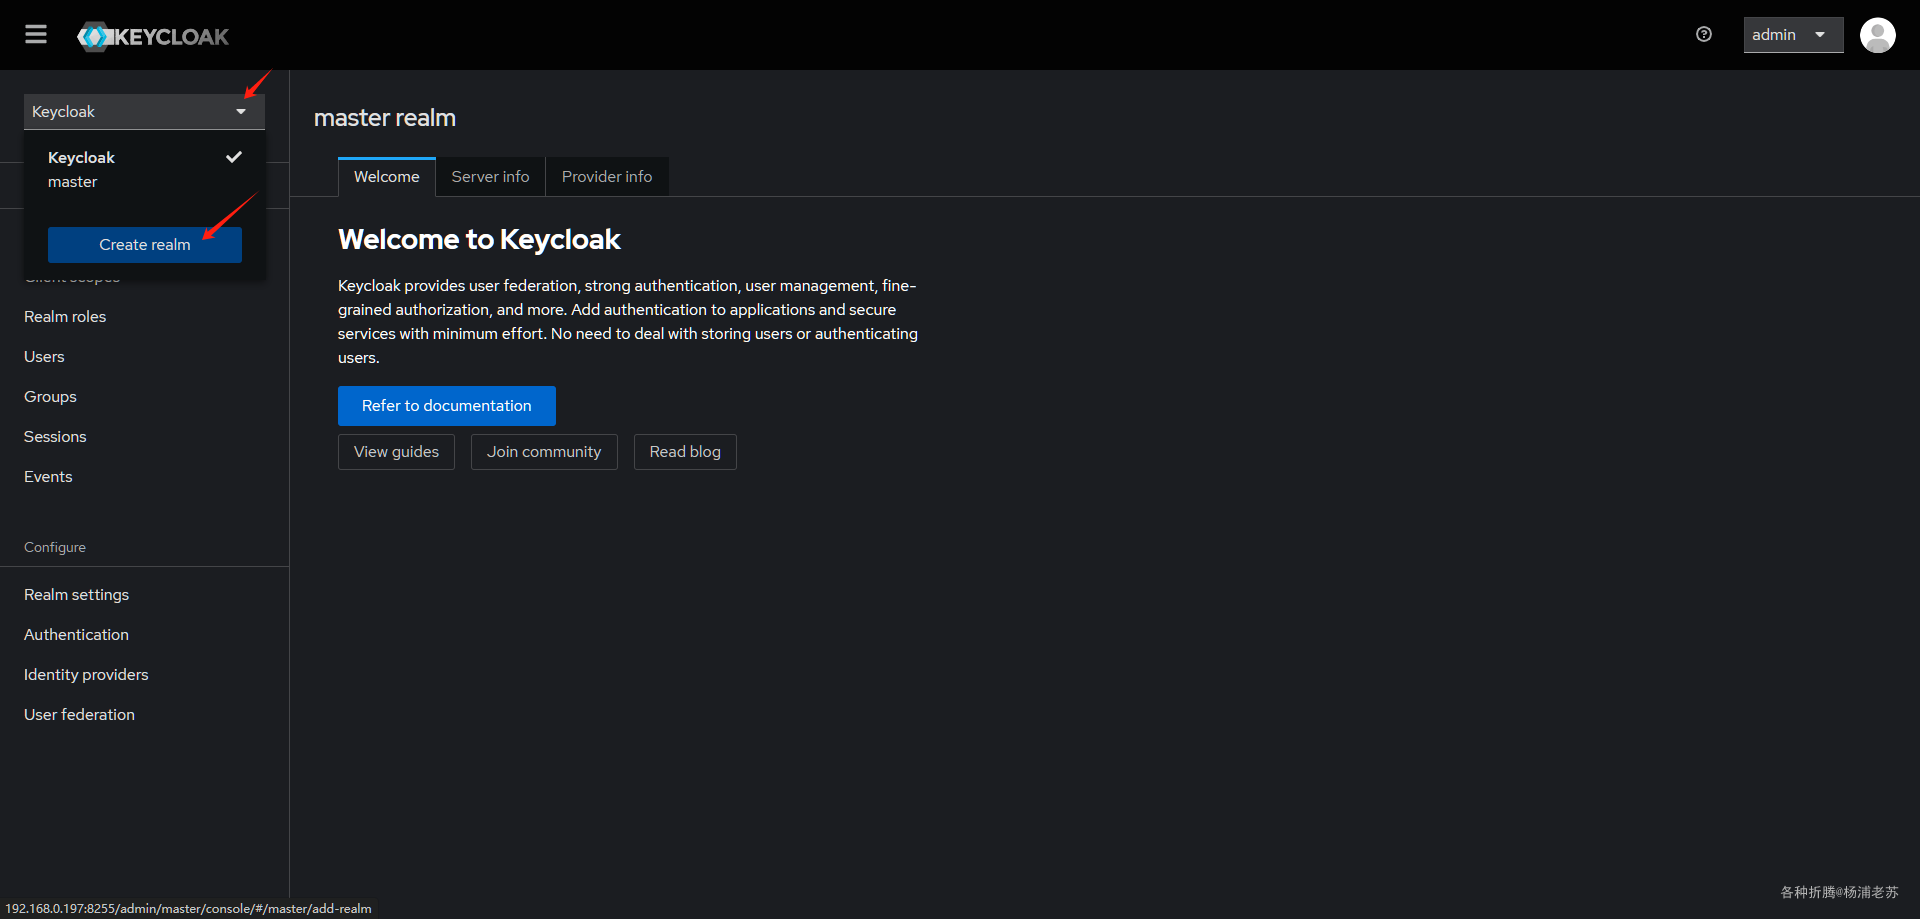 KEYCLOAK
admin
Keycloak
Keycloak
master
Create realm
Client scopes
Realm roles
Users
Groups
Sessions
Events
Configure
Realm settings
Authentication
Identity providers
User federation
master realm
Welcome
Server info
Provider info
Welcome to Keycloak
Keycloak provides user federation, strong authentication, user management, fine-
grained authorization, and more. Add authentication to applications and secure
services with minimum effort. No need to deal with storing users or authenticating
users.
Refer to documentation
View guides
Join community
Read blog
各种折腾@杨浦老苏
192.168.0.197:8255/admin/master/console/#/master/add-realm